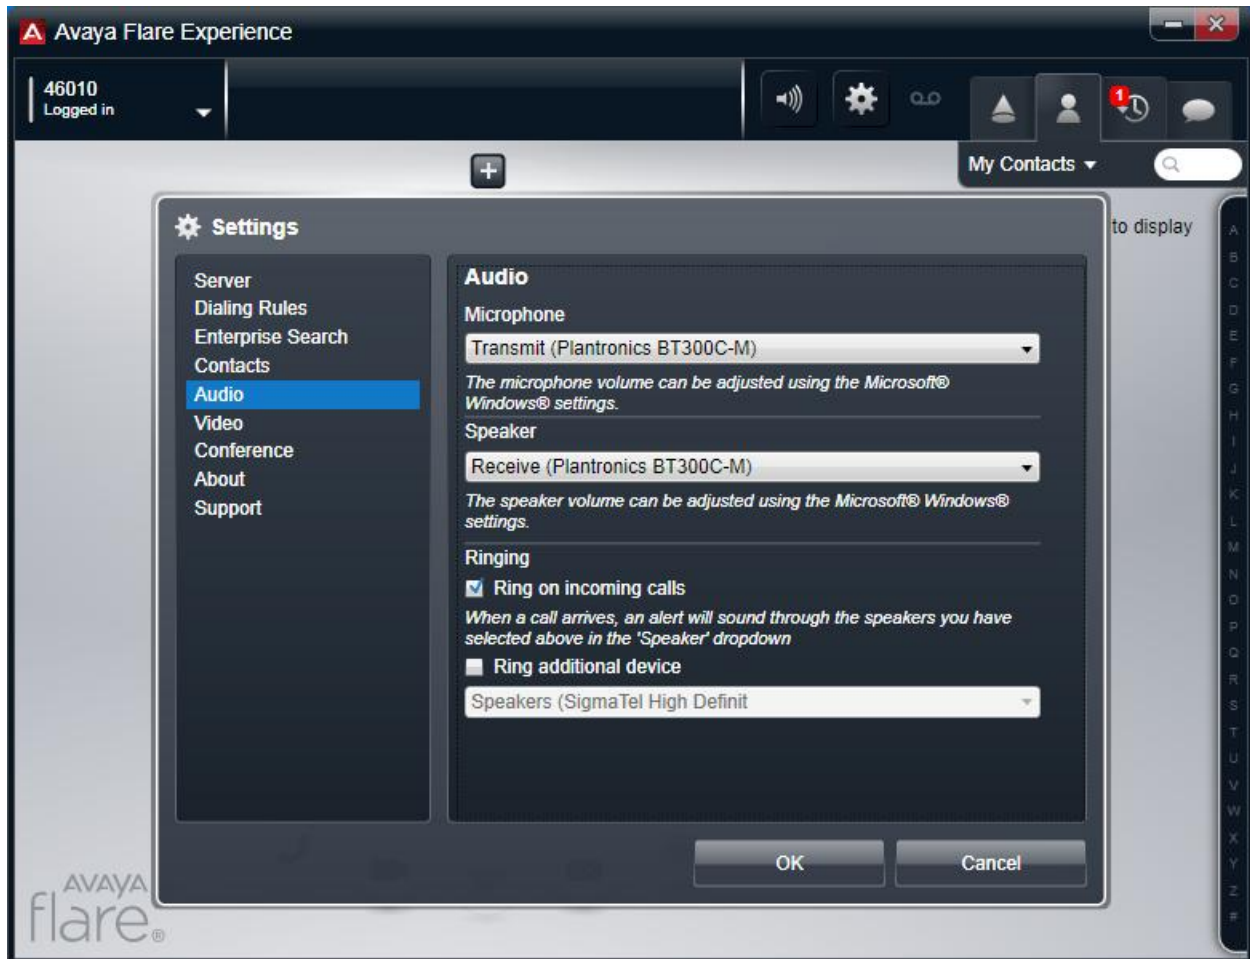 Avaya Flare Experience
46010
Logged in
1
My Contacts
to display
Settings
Server
Dialing Rules
Enterprise Search
Contacts
Audio
Video
Conference
About
Support
Audio
Microphone
Transmit (Plantronics BT300C-M)
The microphone volume can be adjusted using the Microsoft®
Windows® settings.
Speaker
Receive (Plantronics BT300C-M)
The speaker volume can be adjusted using the Microsoft® Windows®
settings.
Ringing
Ring on incoming calls
When a call arrives, an alert will sound through the speakers you have
selected above in the 'Speaker' dropdown
Ring additional device
Speakers (SigmaTel High Definit
OK
Cancel
A
B
C
D
E
F
G
H
I
J
K
L
M
N
O
P
Q
R
S
T
U
V
W
X
Y
Z
#
AVAYA
flare®